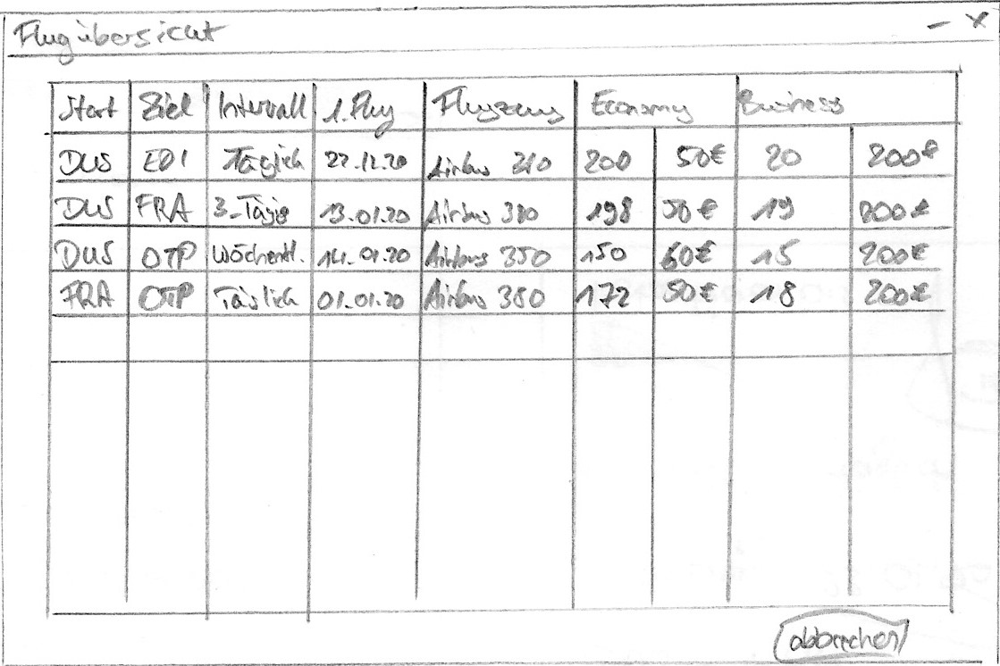 Flugübersicht – X
Start Ziel Intervall 1. Flug Flugzeug Economy Business
DUS EDI Täglich 22.12.20 Airbus 200 50€ 20 200€
DUS FRA 3-Tägig 13.01.20 Airbus 380 198 50€ 19 200€
DUS OTP Wöchentl. 14.01.20 Airbus 350 150 60€ 15 200€
FRA OTP Täglich 01.01.20 Airbus 380 172 50€ 18 200€
abbrechen